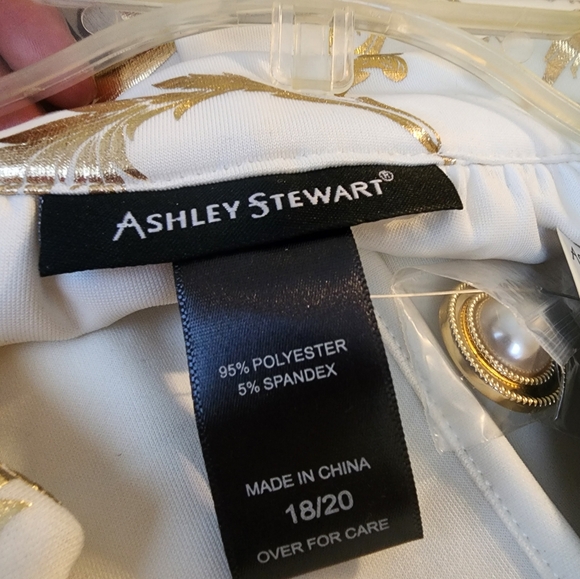 ASHLEY STEWART®
95% POLYESTER
5% SPANDEX
MADE IN CHINA
18/20
OVER FOR CARE